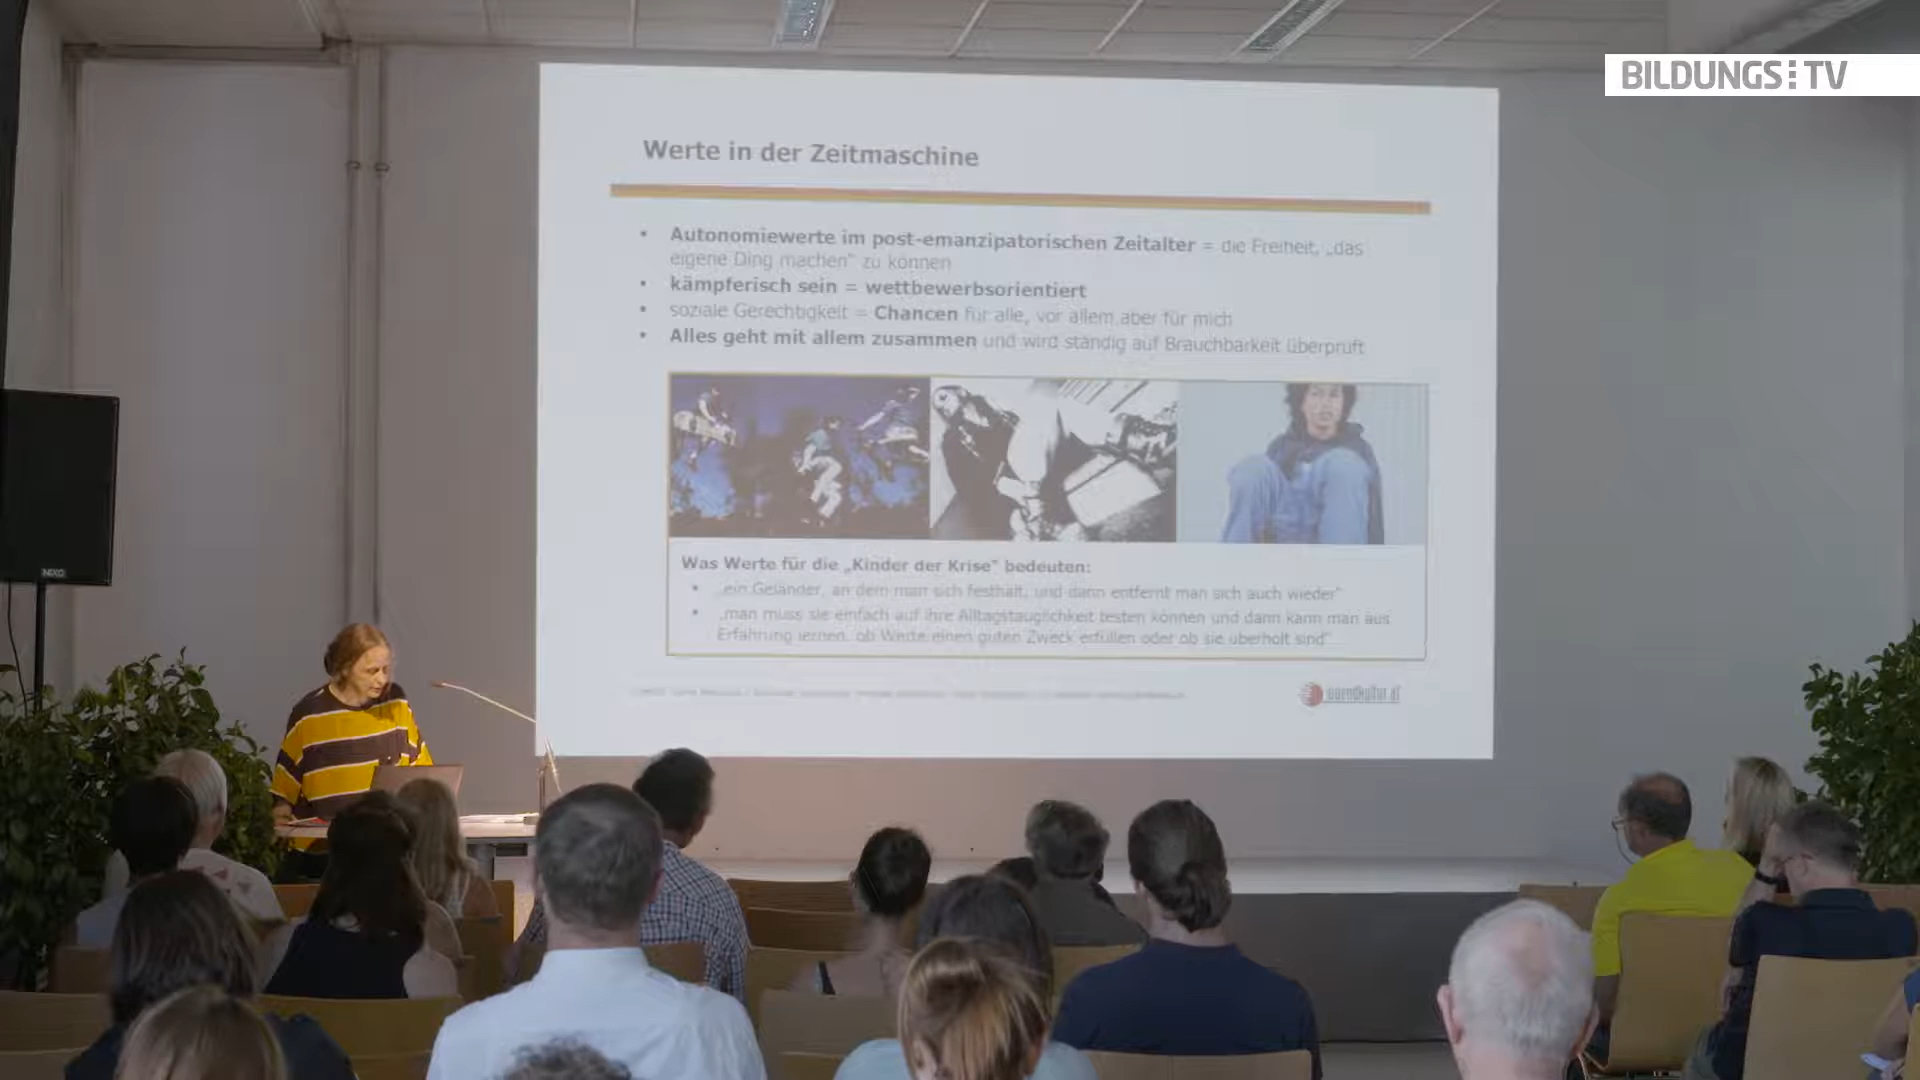 BILDUNGS:TV
Werte in der Zeitmaschine
• Autonomiewerte im post-emanzipatorischen Zeitalter = die Freiheit, „das
eigene Ding machen" zu können
• kämpferisch sein = wettbewerbsorientiert
• soziale Gerechtigkeit = Chancen für alle, vor allem aber für mich
• Alles geht mit allem zusammen und wird ständig auf Brauchbarkeit überprüft
Was Werte für die „Kinder der Krise" bedeuten:
• „ein Geländer, an dem man sich festhält, und dann entfernt man sich auch wieder"
• „man muss sie einfach auf ihre Alltagstauglichkeit testen können und dann kann man aus
Erfahrung lernen, ob Werte einen guten Zweck erfüllen oder ob sie überholt sind"
jugendkultur.at
NEXO